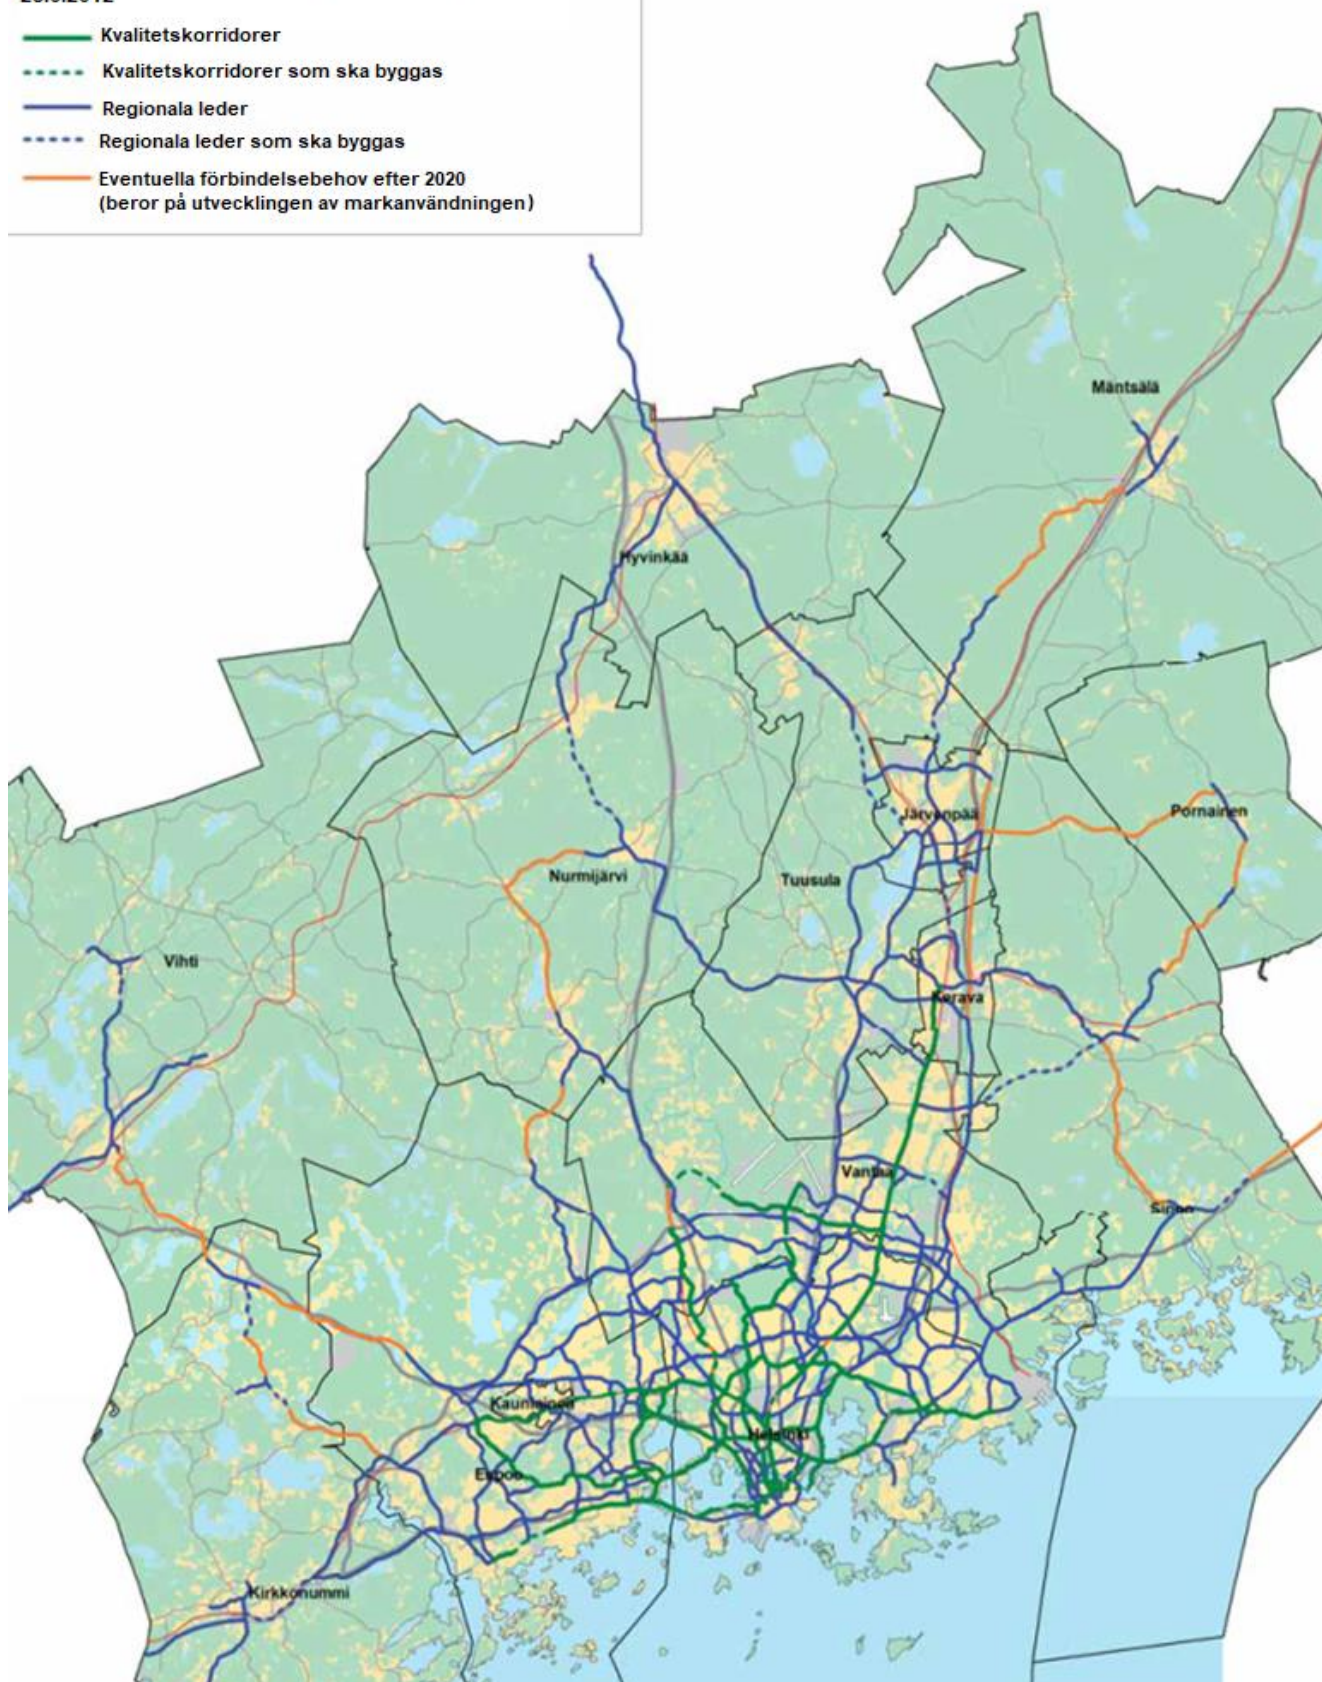 Kvalitetskorridorer
Kvalitetskorridorer som ska byggas
Regionala leder
Regionala leder som ska byggas
Eventuella förbindelsebehov efter 2020
(beror på utvecklingen av markanvändningen)
Mäntsälä
Hyvinkää
Järvenpää
Pornainen
Nurmijärvi
Tuusula
Vihti
Kerava
Vantaa
Sipoo
Kauniainen
Helsinki
Espoo
Kirkkonummi